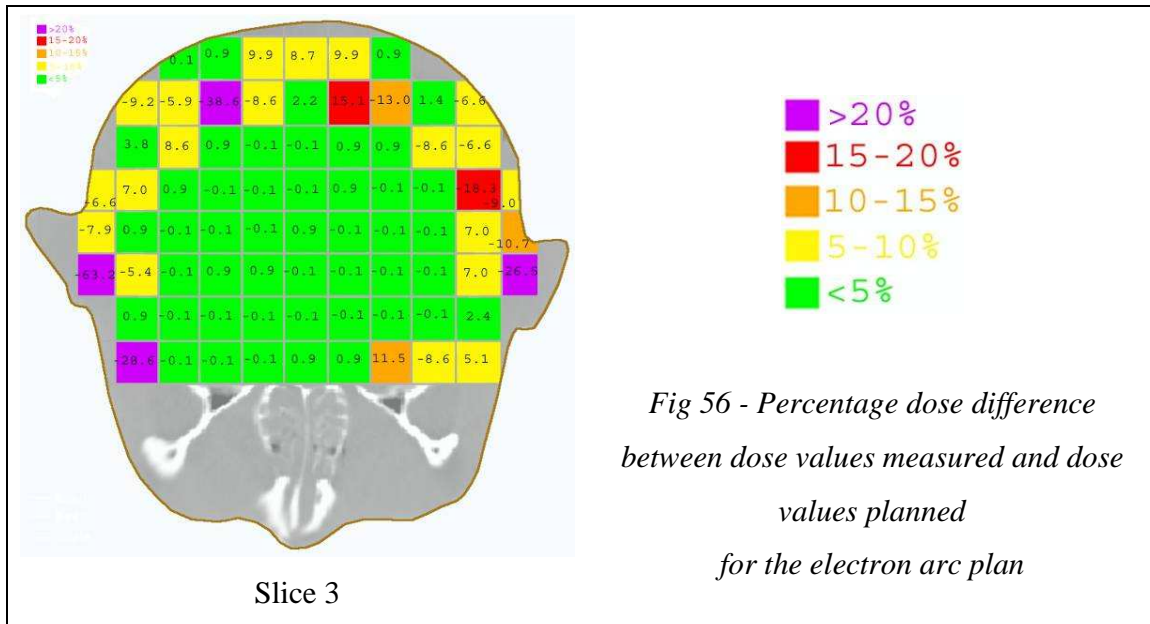 >20%
15-20%
10-15%
5-10%
<5%
0.1 0.9 9.9 8.7 9.9 0.9
-9.2 -5.9 -38.6 -8.6 2.2 15.1 -13.0 1.4 -6.6
3.8 8.6 0.9 -0.1 -0.1 0.9 0.9 -8.6 -6.6
-6.6 7.0 0.9 -0.1 -0.1 -0.1 -0.1 -0.1 -0.1 -18.3 -9.0
-7.9 0.9 -0.1 -0.1 -0.1 0.9 -0.1 -0.1 -0.1 7.0 -10.7
-63.2 -5.4 -0.1 0.9 0.9 -0.1 -0.1 -0.1 -0.1 7.0 -26.6
0.9 -0.1 -0.1 -0.1 -0.1 -0.1 -0.1 -0.1 2.4
-28.6 -0.1 -0.1 -0.1 0.9 0.9 11.5 -8.6 5.1
Slice 3
>20%
15-20%
10-15%
5-10%
<5%
Fig 56 - Percentage dose difference
between dose values measured and dose
values planned
for the electron arc plan